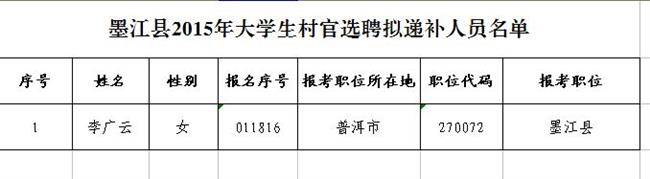 墨江县2015年大学生村官选聘拟递补人员名单
序号 姓名 性别 报名序号 报考职位所在地 职位代码 报考职位
1 李广云 女 011816 普洱市 270072 墨江县